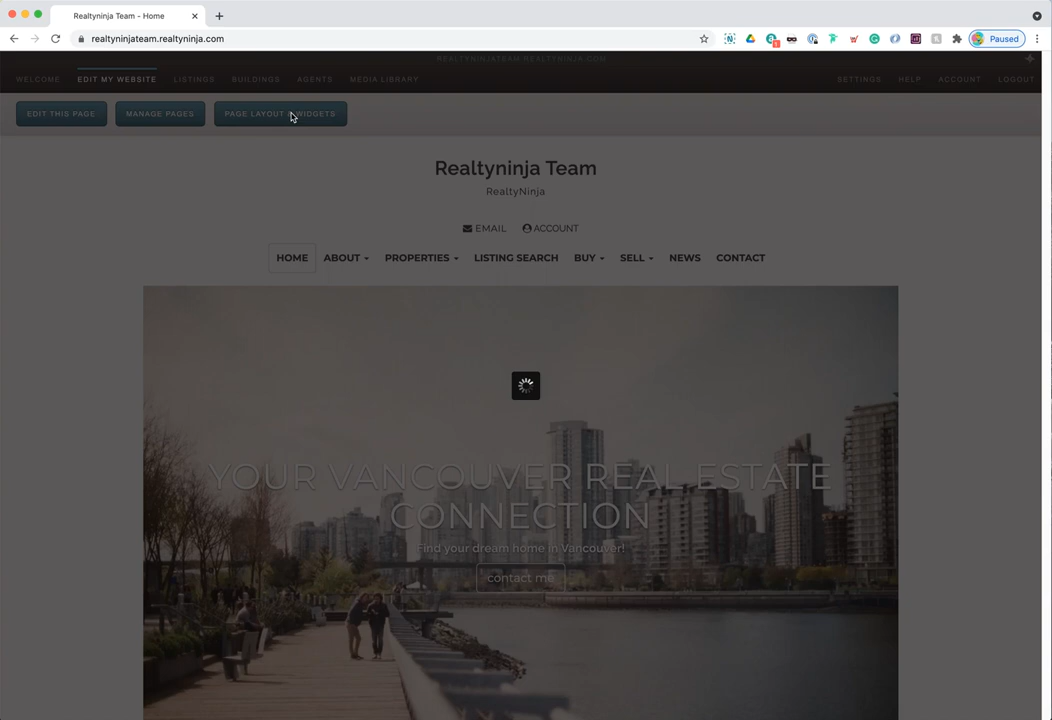 Realtyninja Team - Home
realtyninjateam.realtyninja.com
Paused
REALTYNINJATEAM.REALTYNINJA.COM
WELCOME EDIT MY WEBSITE LISTINGS BUILDINGS AGENTS MEDIA LIBRARY SETTINGS HELP ACCOUNT LOGOUT
EDIT THIS PAGE MANAGE PAGES PAGE LAYOUT & WIDGETS
Realtyninja Team
RealtyNinja
EMAIL ACCOUNT
HOME ABOUT PROPERTIES LISTING SEARCH BUY SELL NEWS CONTACT
YOUR VANCOUVER REAL ESTATE
CONNECTION
Find your dream home in Vancouver!
contact me